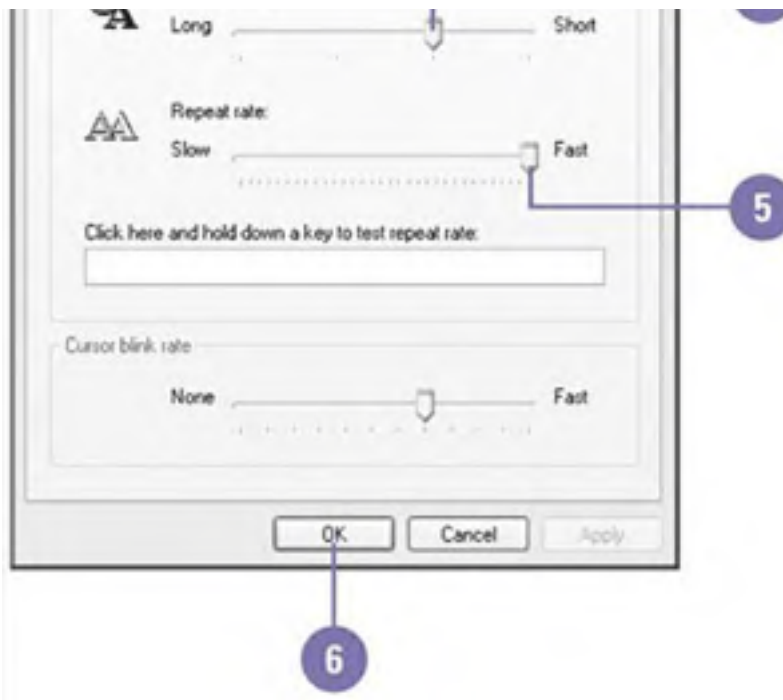 Long Short
Repeat rate:
Slow Fast
5
Click here and hold down a key to test repeat rate:
Cursor blink rate
None Fast
OK Cancel Apply
6